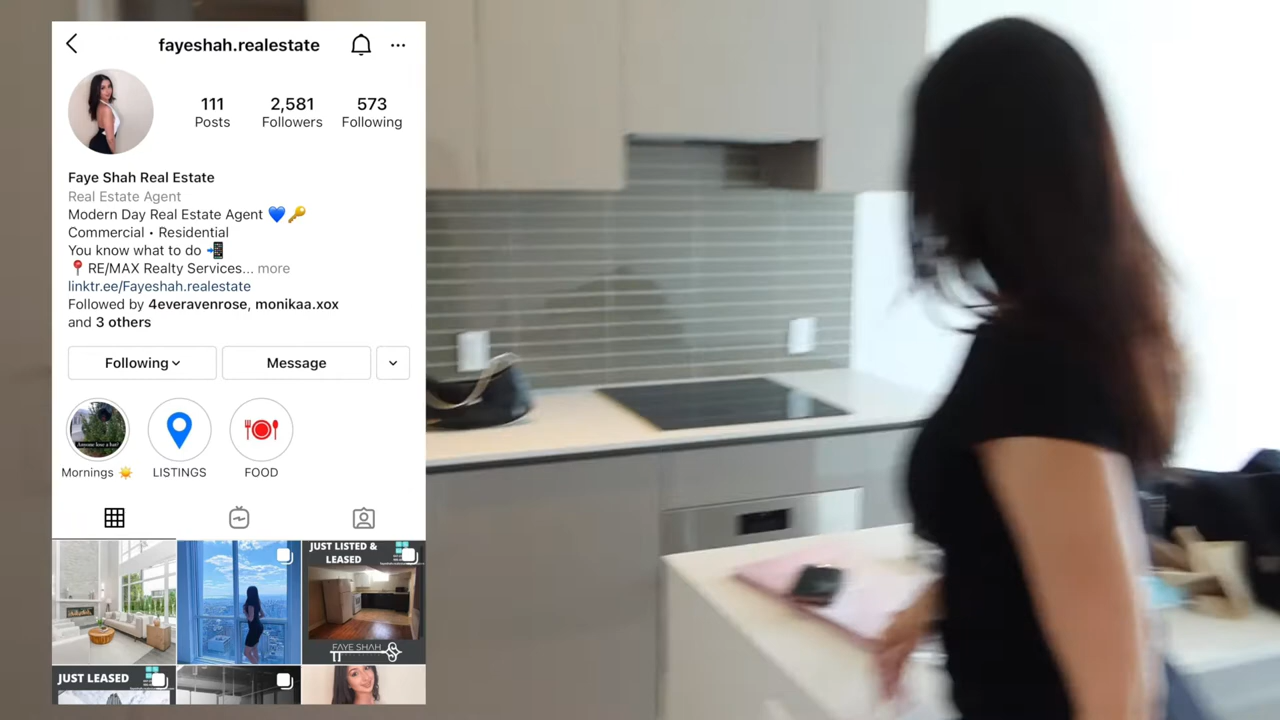 fayeshah.realestate
111 2,581 573
Posts Followers Following
Faye Shah Real Estate
Real Estate Agent
Modern Day Real Estate Agent 💙🔑
Commercial • Residential
You know what to do 📲
📍 RE/MAX Realty Services... more
linktr.ee/Fayeshah.realestate
Followed by 4everavenrose, monikaa.xox
and 3 others
Following Message
Anyone lose a hat?
Mornings ☀️ LISTINGS FOOD
JUST LISTED &
LEASED
FAYE SHAH
JUST LEASED